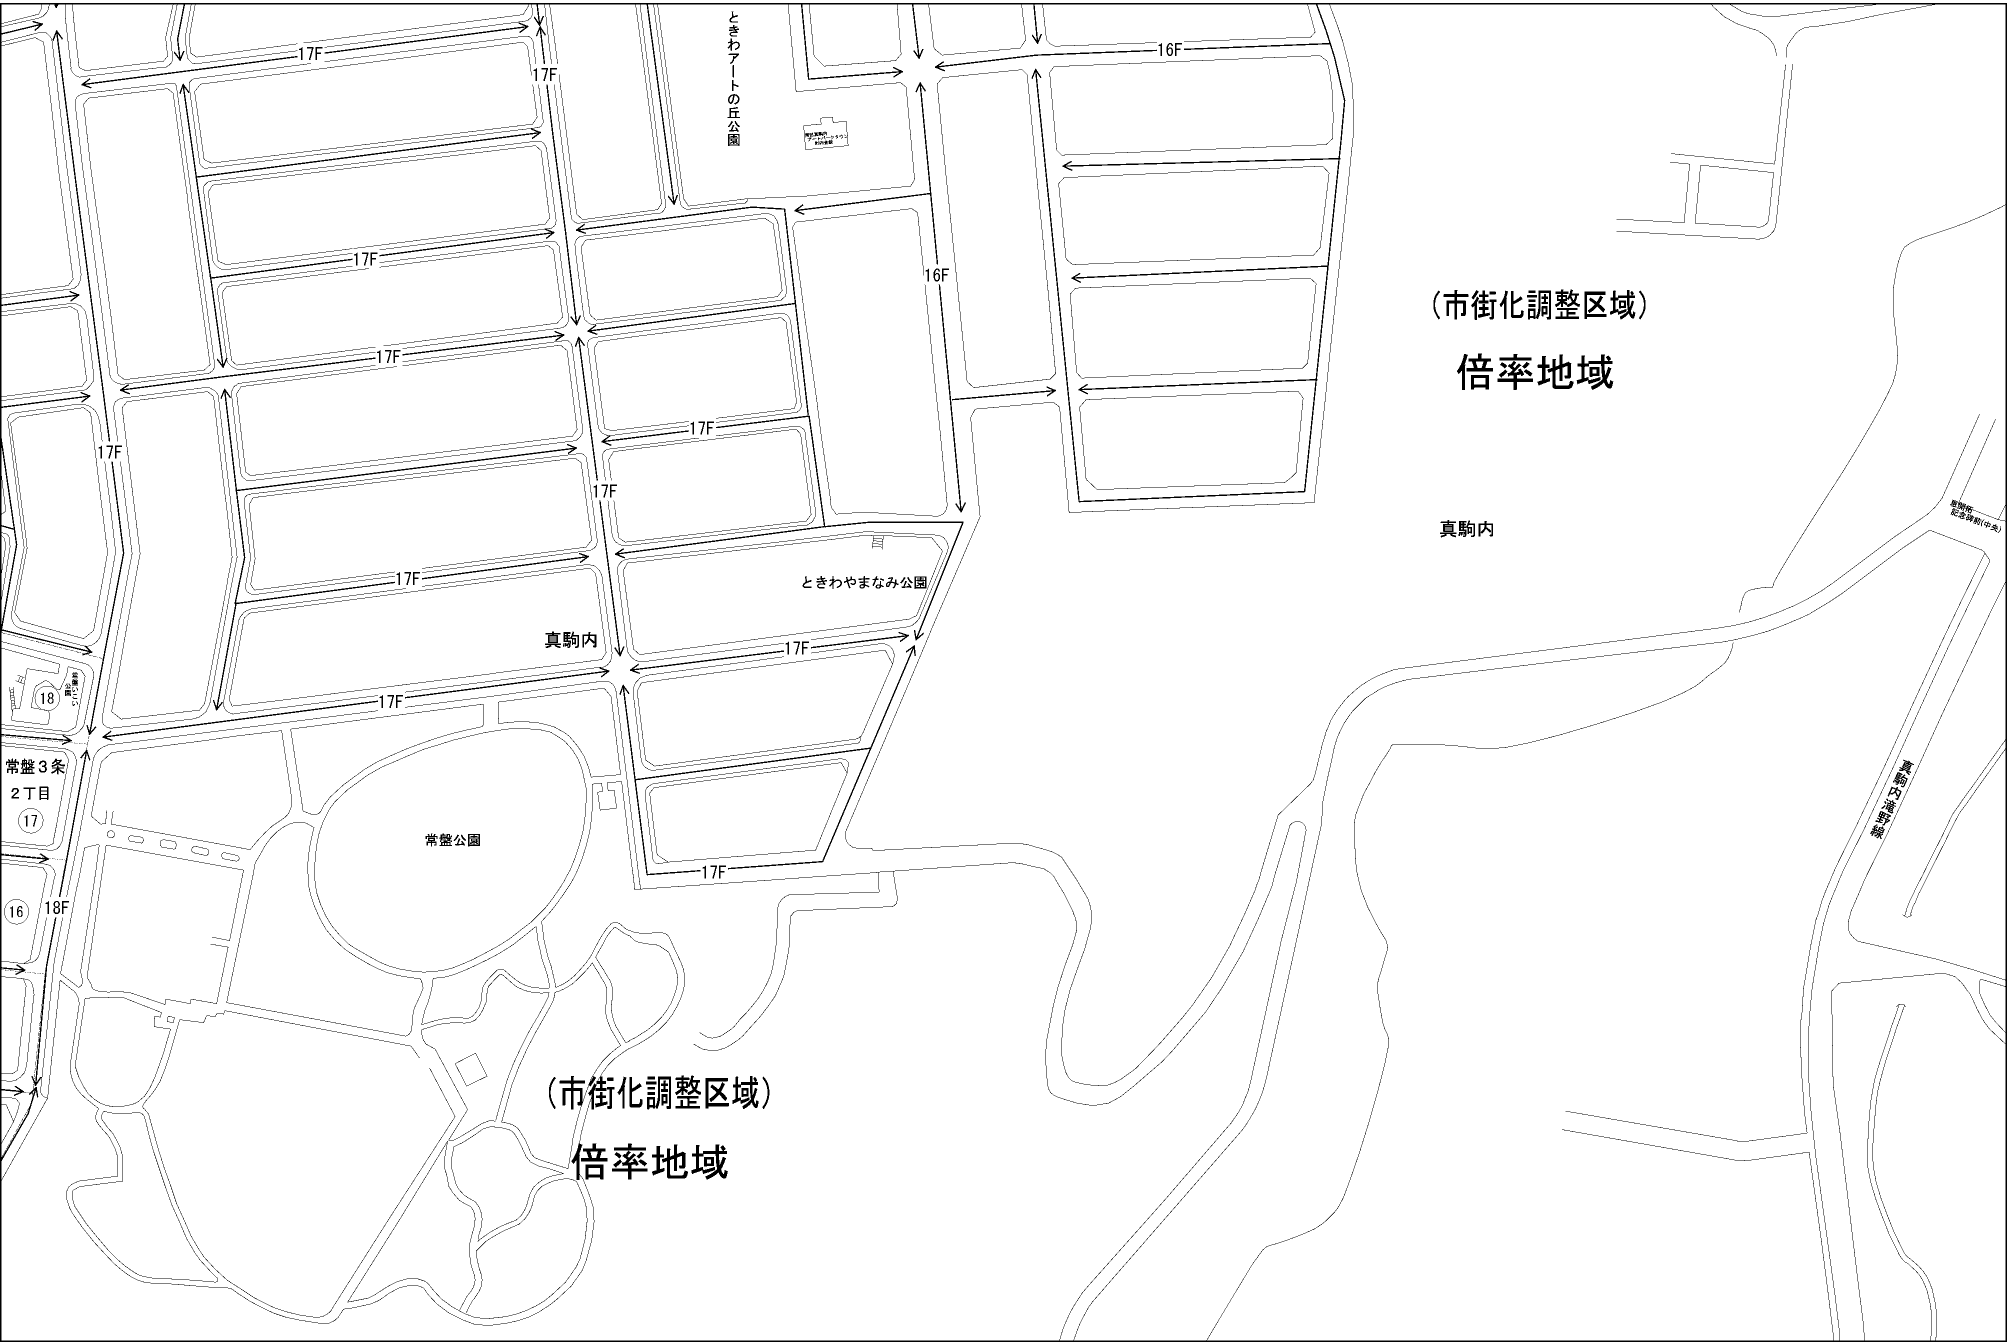 17F
17F
16F
ときわアートの丘公園
17F
16F
(市街化調整区域)
17F
倍率地域
17F
17F
17F
真駒内
17F
ときわやまなみ公園
真駒内
17F
18
17F
常盤3条
2丁目
17
真駒内滝野線
常盤公園
17F
16
18F
(市街化調整区域)
倍率地域